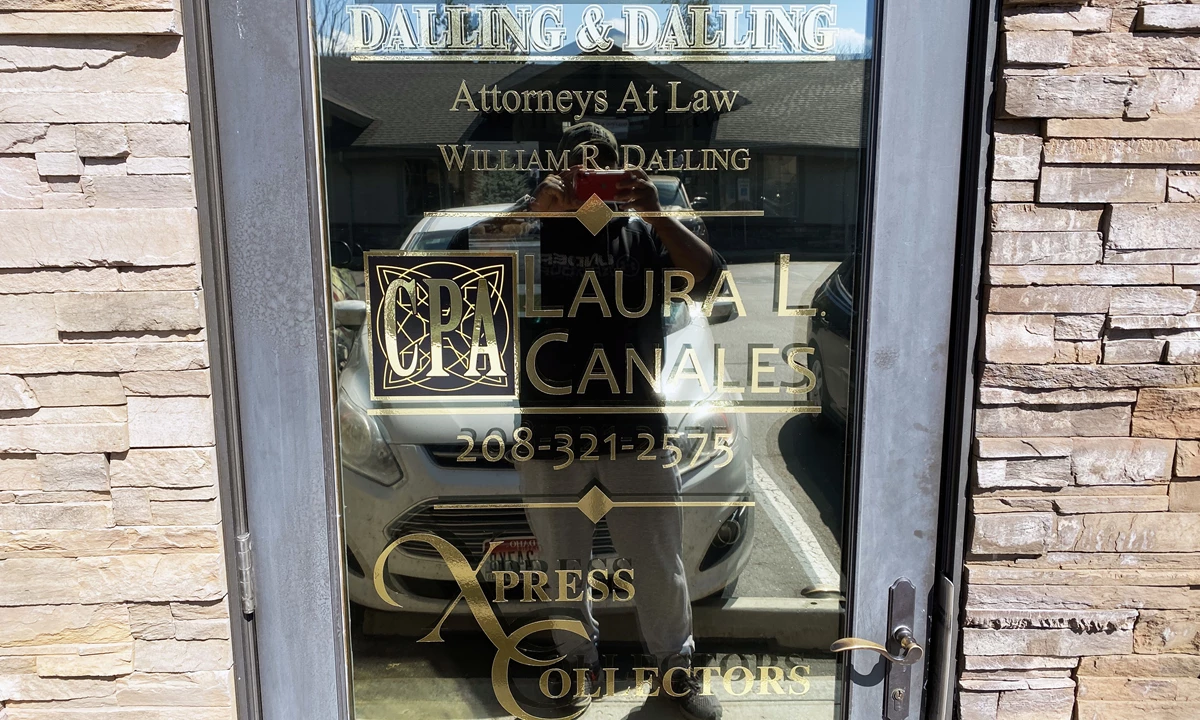 DALLING & DALLING
Attorneys At Law
WILLIAM R. DALLING
CPA
LAURA L.
CANALES
208-321-2575
XPRESS
COLLECTORS